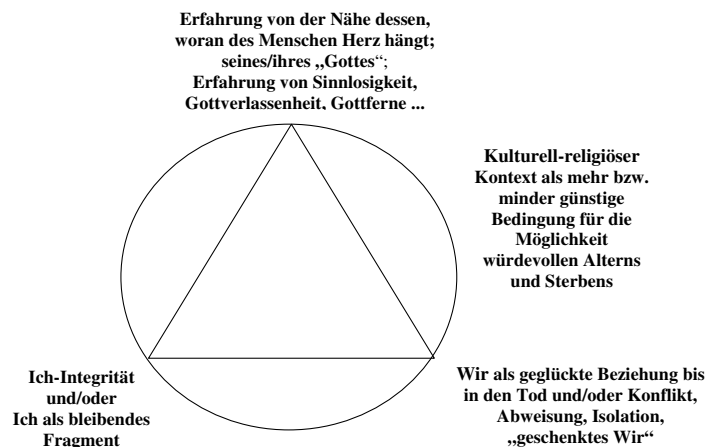 Erfahrung von der Nähe dessen,
woran des Menschen Herz hängt;
seines/ihres „Gottes“;
Erfahrung von Sinnlosigkeit,
Gottverlassenheit, Gottferne ...
Kulturell-religiöser
Kontext als mehr bzw.
minder günstige
Bedingung für die
Möglichkeit
würdevollen Alterns
und Sterbens
Ich-Integrität
und/oder
Ich als bleibendes
Fragment
Wir als geglückte Beziehung bis
in den Tod und/oder Konflikt,
Abweisung, Isolation,
„geschenktes Wir“